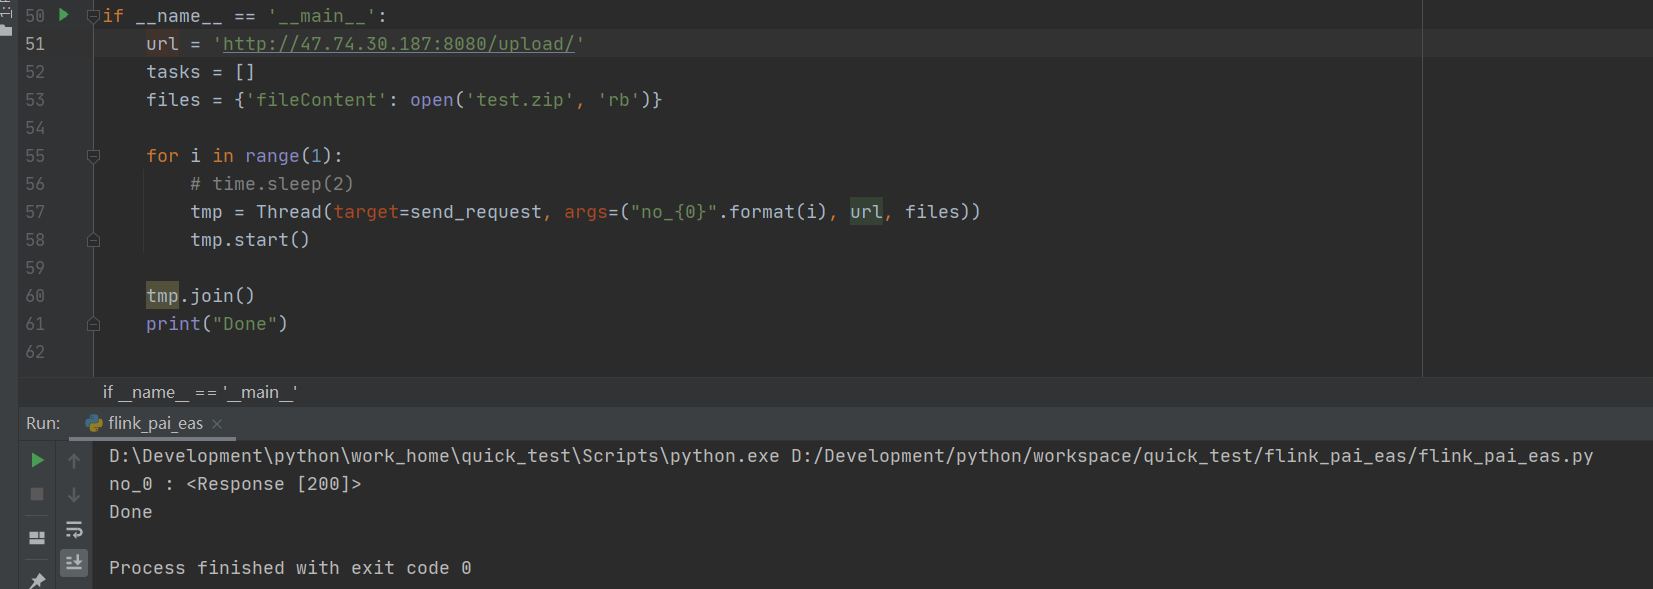 50 if __name__ == '__main__':
51 url = 'http://47.74.30.187:8080/upload/'
52 tasks = []
53 files = {'fileContent': open('test.zip', 'rb')}
54
55 for i in range(1):
56 # time.sleep(2)
57 tmp = Thread(target=send_request, args=("no_{0}".format(i), url, files))
58 tmp.start()
59
60 tmp.join()
61 print("Done")
62
if __name__ == '__main__'
Run: flink_pai_eas
D:\Development\python\work_home\quick_test\Scripts\python.exe D:/Development/python/workspace/quick_test/flink_pai_eas/flink_pai_eas.py
no_0 : <Response [200]>
Done
Process finished with exit code 0